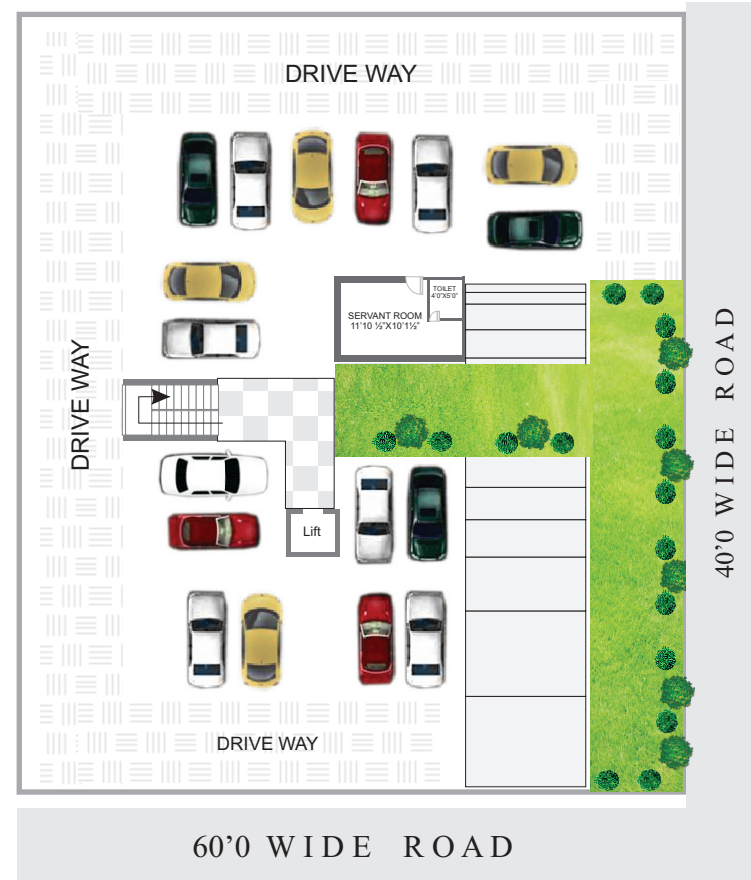 DRIVE WAY
TOILET
4'0"X5'0"
SERVANT ROOM
11'10 ½"X10'1½"
DRIVE WAY
40'0 WIDE ROAD
Lift
DRIVE WAY
60'0 WIDE ROAD